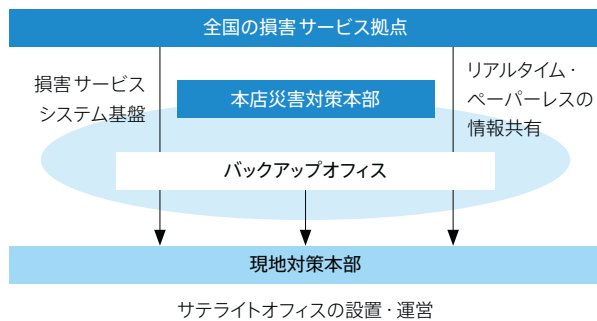 全国の損害サービス拠点
損害サービス
システム基盤
リアルタイム・
ペーパーレスの
情報共有
本店災害対策本部
バックアップオフィス
現地対策本部
サテライトオフィスの設置・運営